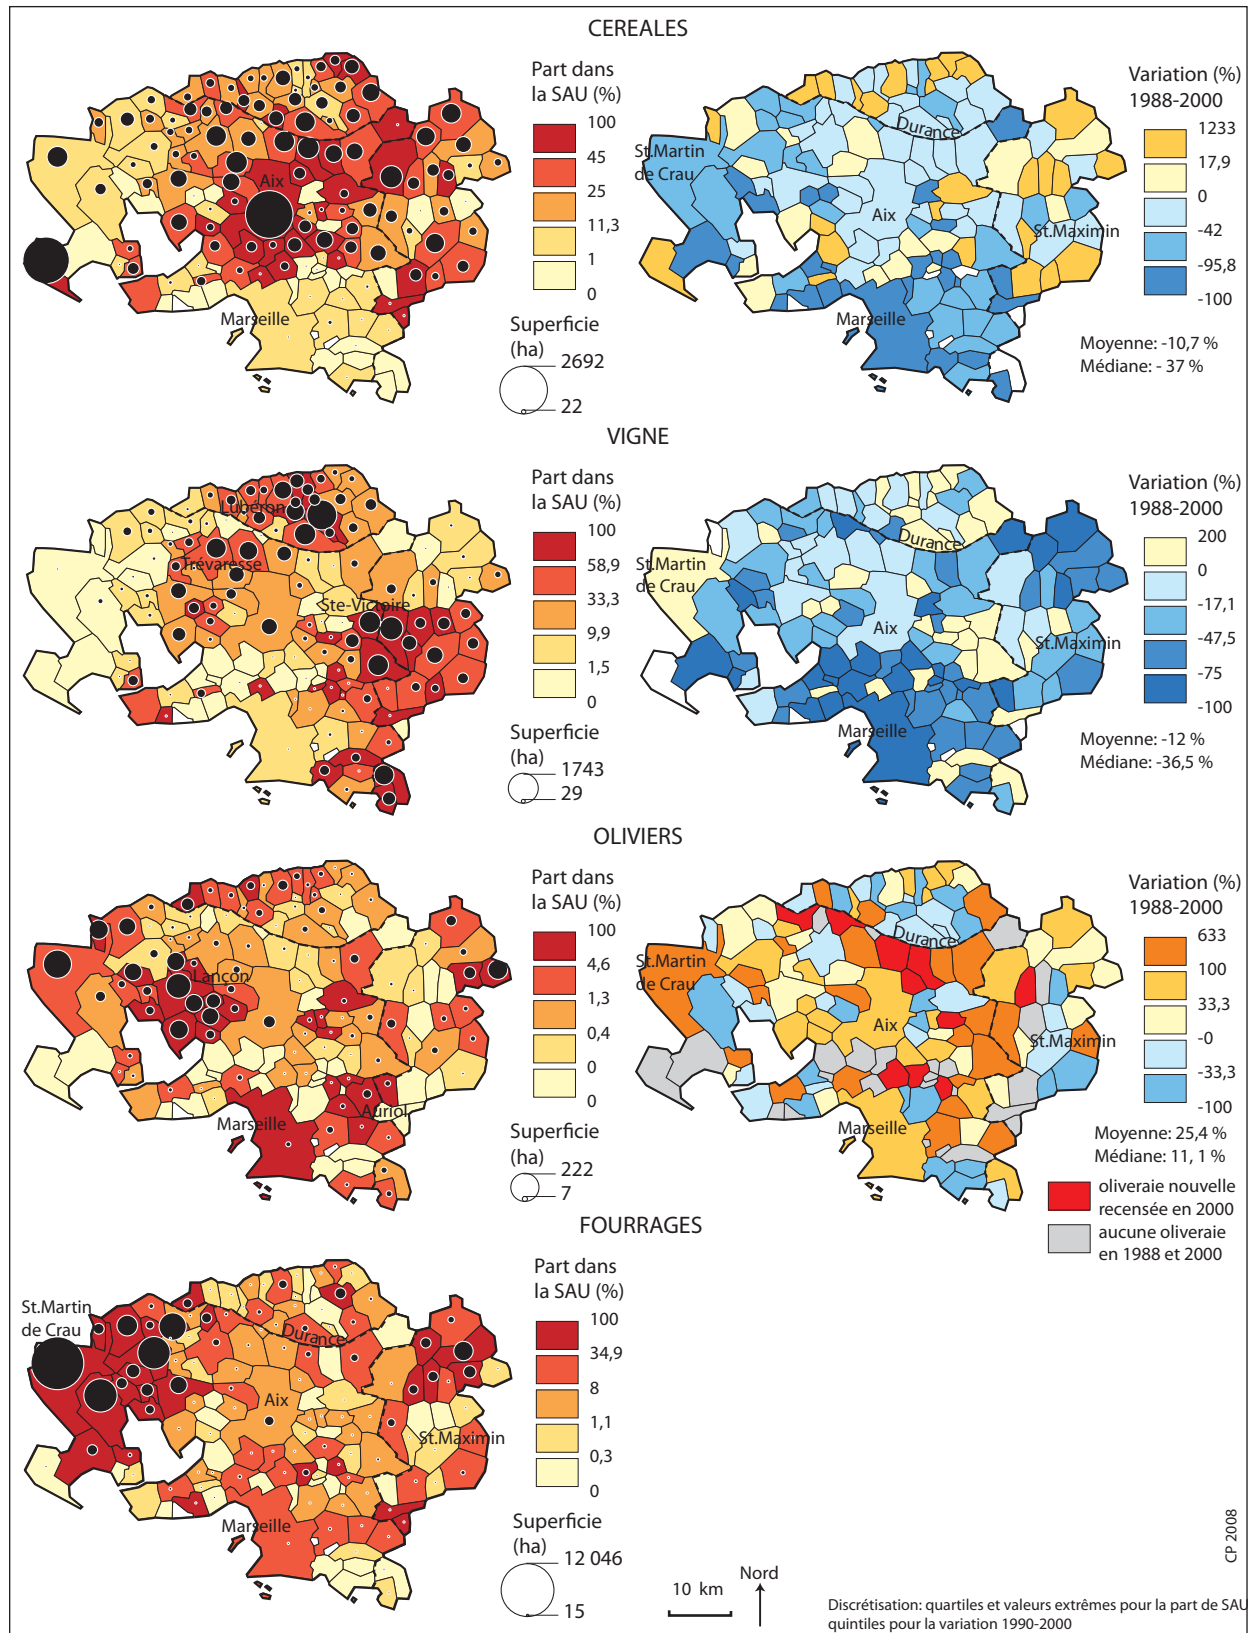 CEREALES
Part dans
la SAU (%)
100
45
25
11,3
1
0
Aix
Marseille
Superficie
(ha)
2692
22
Variation (%)
1988-2000
1233
17,9
0
-42
-95,8
-100
Durance
St.Martin
de Crau
Aix
St.Maximin
Marseille
Moyenne: -10,7 %
Médiane: - 37 %
VIGNE
Part dans
la SAU (%)
100
58,9
33,3
9,9
1,5
0
Lubéron
Trévaresse
Ste-Victoire
Superficie
(ha)
1743
29
Variation (%)
1988-2000
200
0
-17,1
-47,5
-75
-100
Durance
St.Martin
de Crau
Aix
St.Maximin
Marseille
Moyenne: -12 %
Médiane: -36,5 %
OLIVIERS
Part dans
la SAU (%)
100
4,6
1,3
0,4
0
0
Lançon
Auriol
Marseille
Superficie
(ha)
222
7
Variation (%)
1988-2000
633
100
33,3
-0
-33,3
-100
Durance
St.Martin
de Crau
Aix
St.Maximin
Marseille
Moyenne: 25,4 %
Médiane: 11, 1 %
oliveraie nouvelle
recensée en 2000
aucune oliveraie
en 1988 et 2000
FOURRAGES
Part dans
la SAU (%)
100
34,9
8
1,1
0,3
0
St.Martin
de Crau
Durance
Aix
St.Maximin
Marseille
Superficie
(ha)
12 046
15
10 km
Nord
CP 2008
Discrétisation: quartiles et valeurs extrêmes pour la part de SAU
quintiles pour la variation 1990-2000